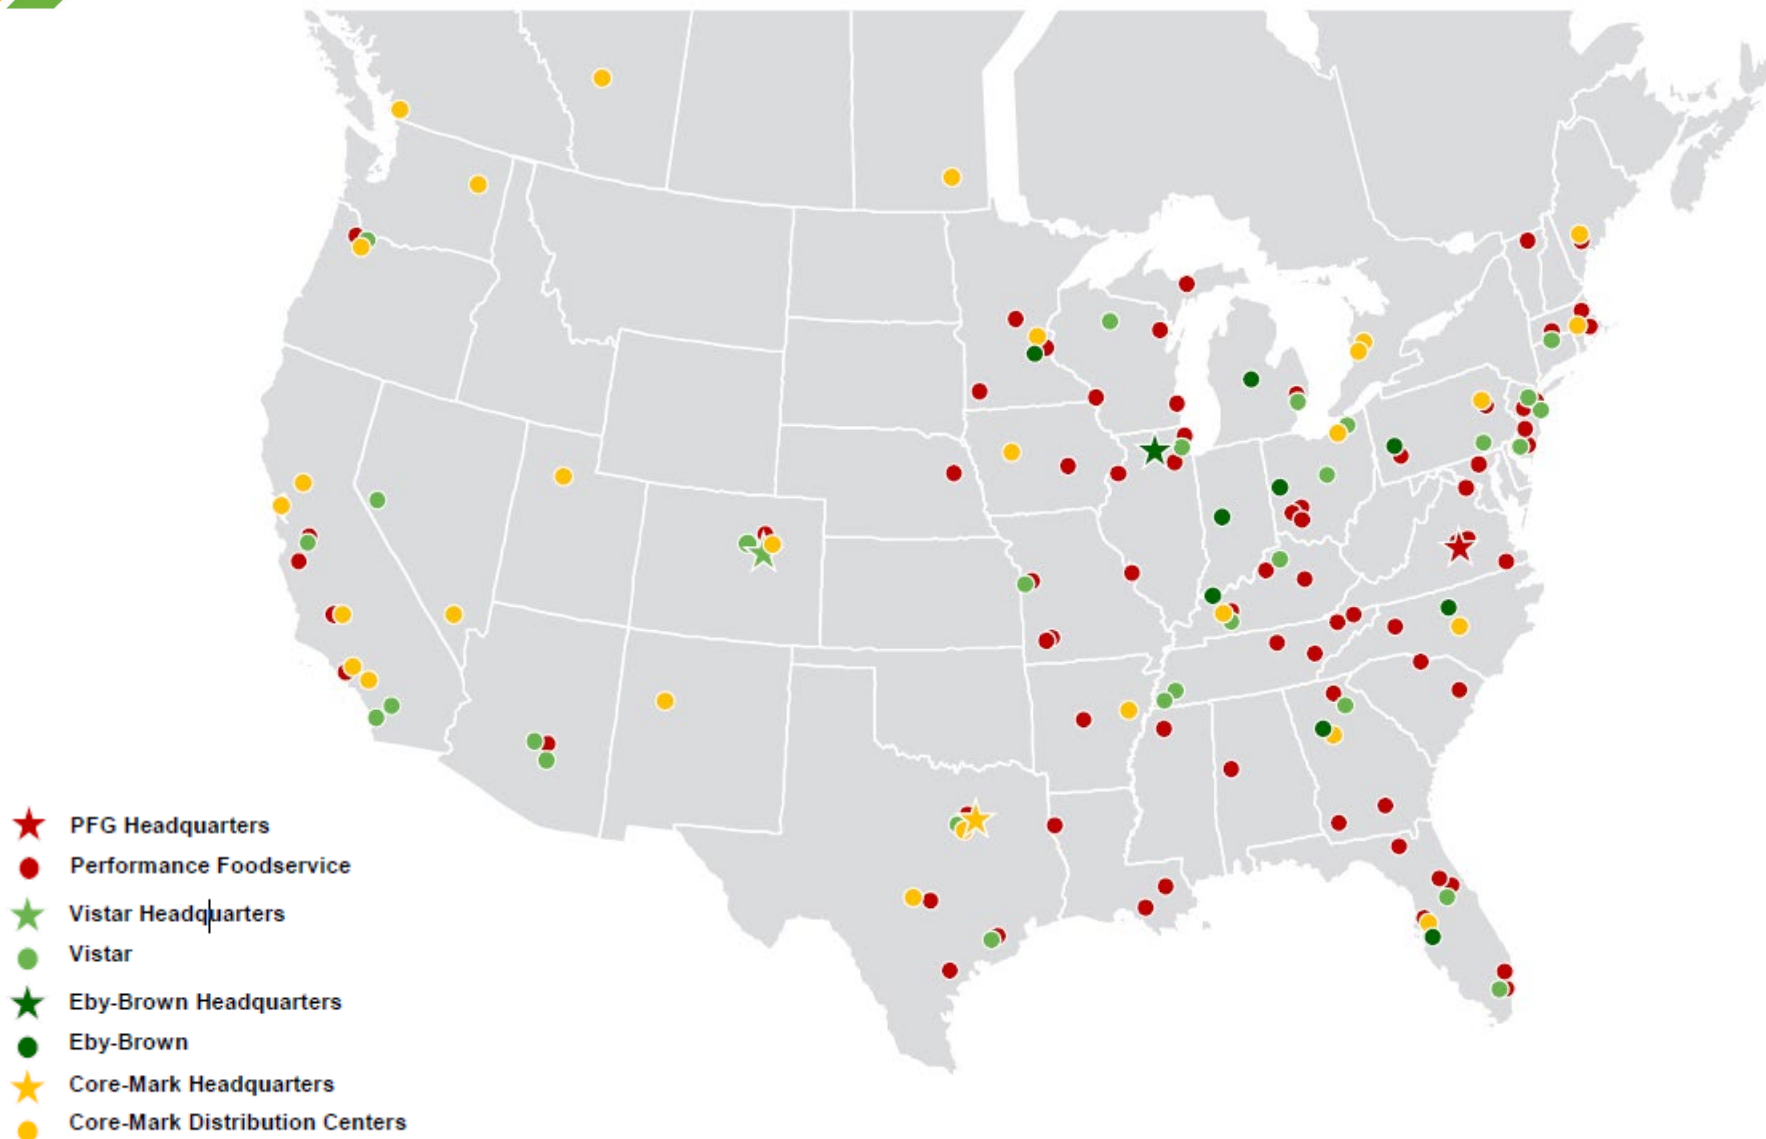 PFG Headquarters
Performance Foodservice
Vistar Headquarters
Vistar
Eby-Brown Headquarters
Eby-Brown
Core-Mark Headquarters
Core-Mark Distribution Centers